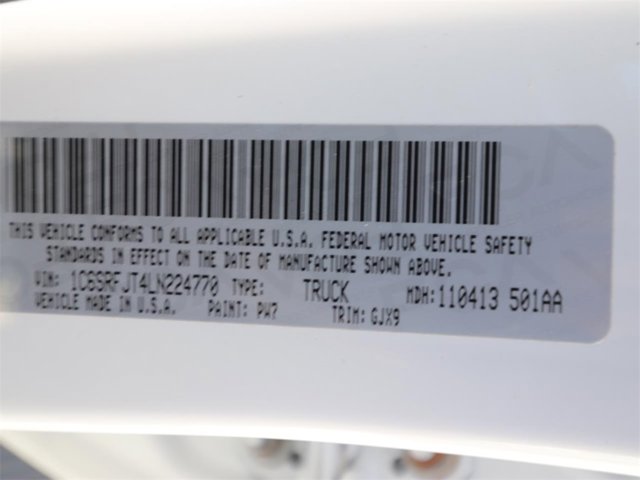 THIS VEHICLE CONFORMS TO ALL APPLICABLE U.S.A. FEDERAL MOTOR VEHICLE SAFETY
STANDARDS IN EFFECT ON THE DATE OF MANUFACTURE SHOWN ABOVE.
VIN: 1C6SRFJT4LN224770 TYPE: TRUCK MDH: 110413 501AA
VEHICLE MADE IN U.S.A. PAINT: PW7 TRIM: GJX9